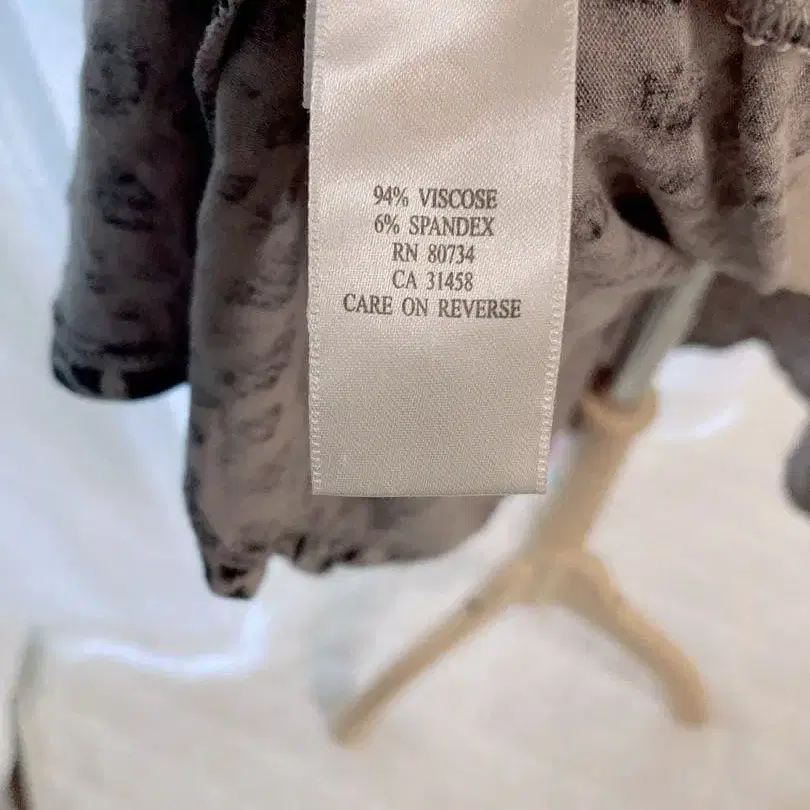 94% VISCOSE
6% SPANDEX
RN 80734
CA 31458
CARE ON REVERSE